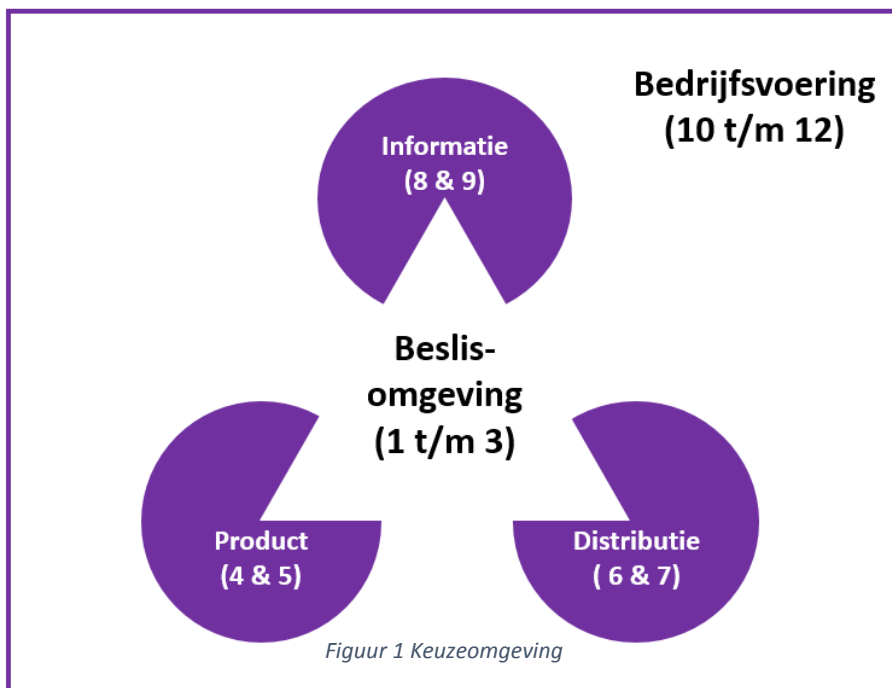 Bedrijfsvoering
(10 t/m 12)
Informatie
(8 & 9)
Beslis-
omgeving
(1 t/m 3)
Product
(4 & 5)
Distributie
( 6 & 7)
Figuur 1 Keuzeomgeving